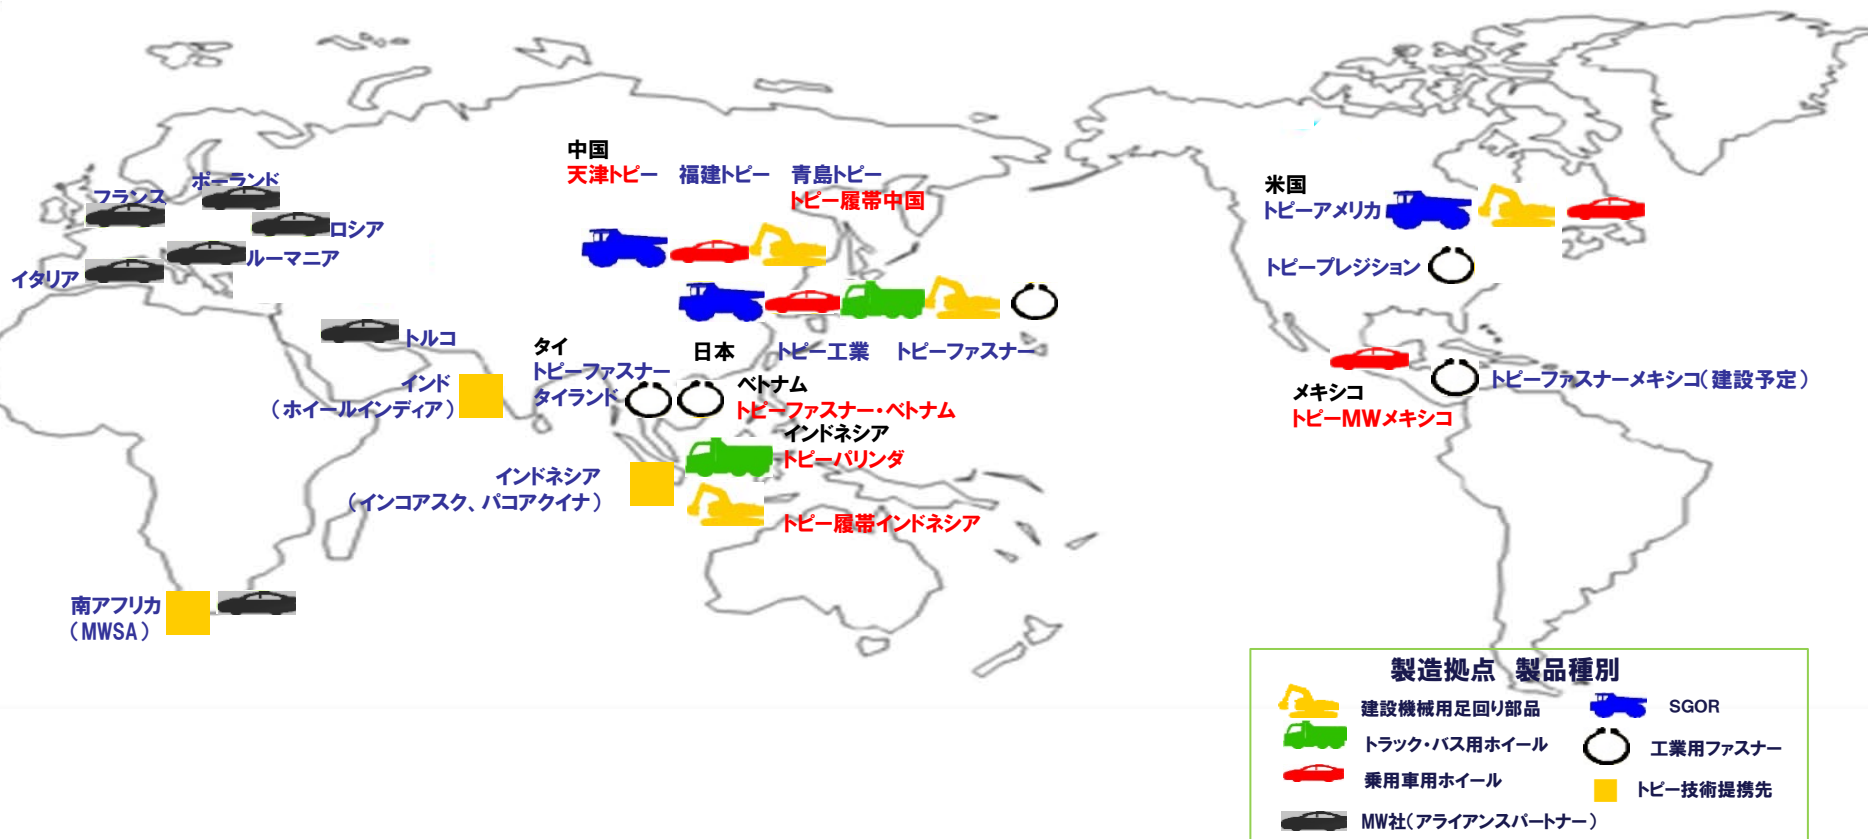 中国
天津トピー 福建トピー 青島トピー
トピー履帯中国
フランス
ポーランド
ロシア
ルーマニア
イタリア
トルコ
インド
（ホイールインディア）
タイ
トピーファスナー
タイランド
日本 トピー工業 トピーファスナー
ベトナム
トピーファスナー・ベトナム
インドネシア
トピーパリンダ
インドネシア
（インコアスク、パコアクイナ）
トピー履帯インドネシア
南アフリカ
（MWSA）
米国
トピーアメリカ
トピープレジション
メキシコ
トピーMWメキシコ
トピーファスナーメキシコ（建設予定）
製造拠点 製品種別
建設機械用足回り部品
SGOR
トラック・バス用ホイール
工業用ファスナー
乗用車用ホイール
トピー技術提携先
MW社（アライアンスパートナー）